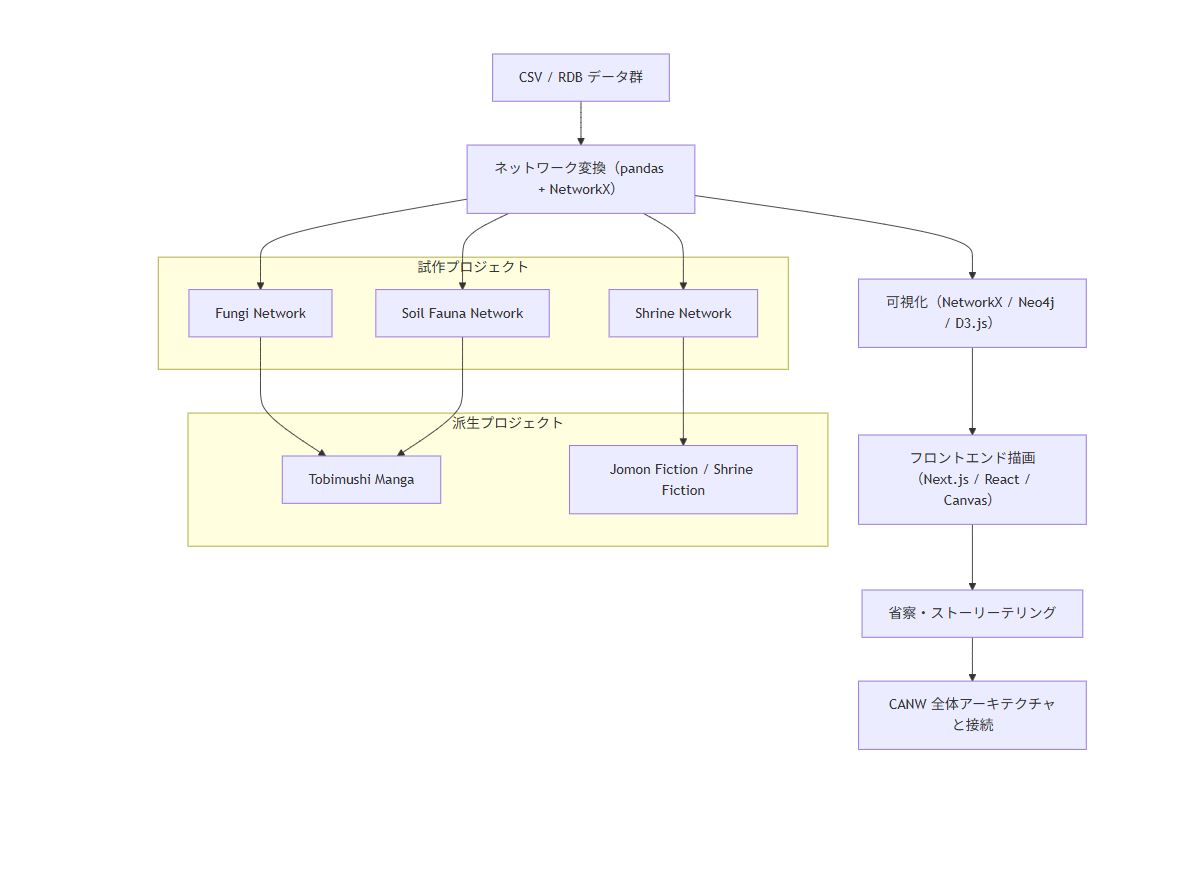 CSV / RDB データ群
ネットワーク変換（pandas
+ NetworkX）
試作プロジェクト
Fungi Network
Soil Fauna Network
Shrine Network
可視化（NetworkX / Neo4j
/ D3.js）
派生プロジェクト
Tobimushi Manga
Jomon Fiction / Shrine
Fiction
フロントエンド描画
（Next.js / React /
Canvas）
省察・ストーリーテリング
CANW 全体アーキテクチャ
と接続